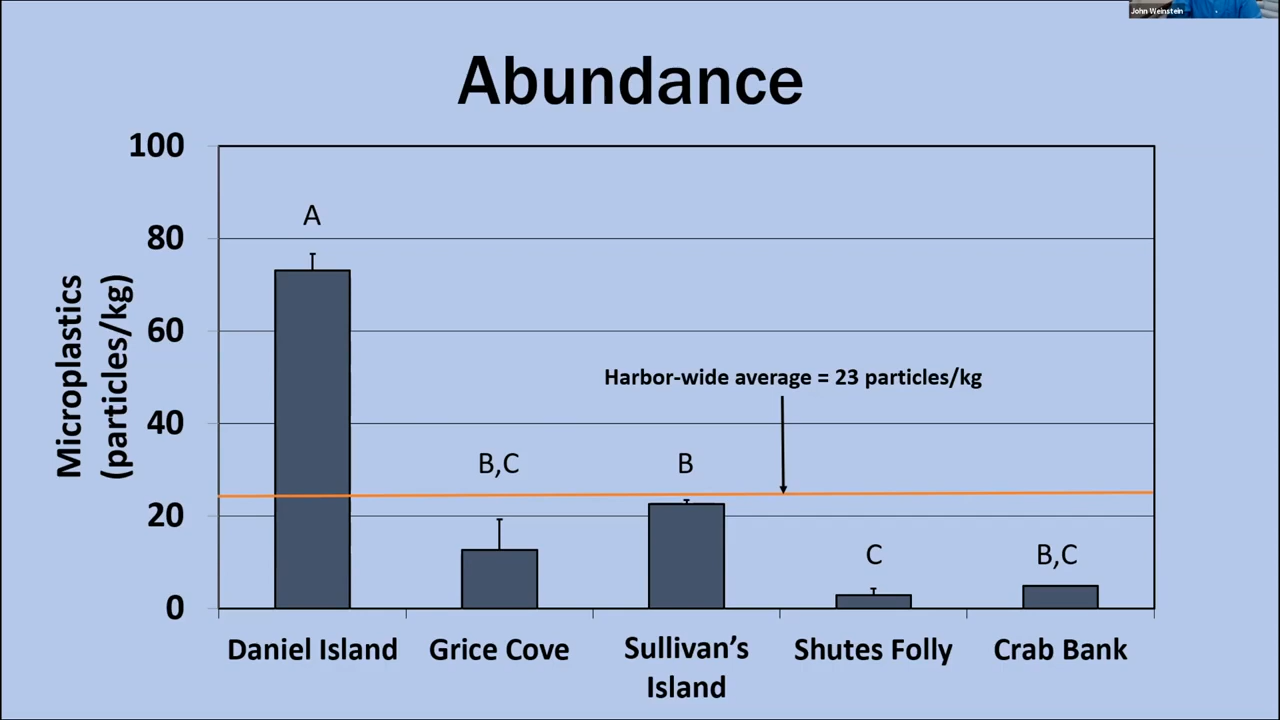 John Weinstein
Abundance
100
80
60
40
20
0
Microplastics
(particles/kg)
A
B,C
B
C
B,C
Harbor-wide average = 23 particles/kg
Daniel Island
Grice Cove
Sullivan’s
Island
Shutes Folly
Crab Bank